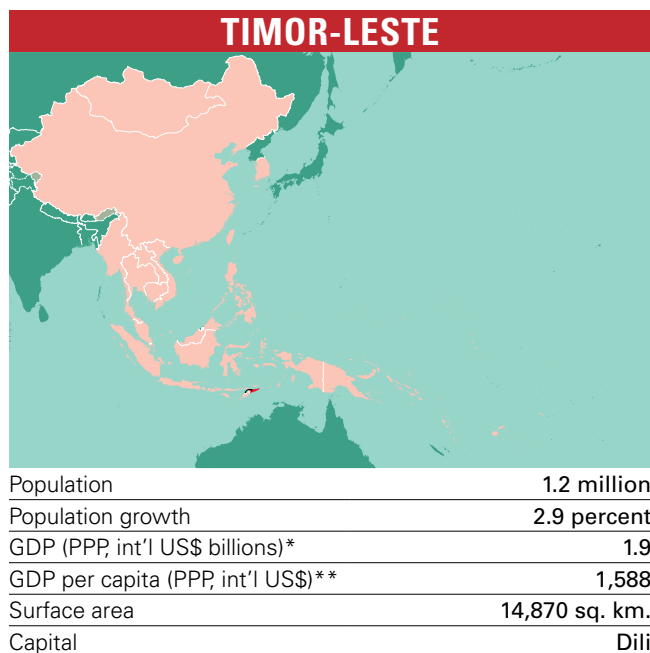 TIMOR-LESTE
Population 1.2 million
Population growth 2.9 percent
GDP (PPP, int'l US$ billions)* 1.9
GDP per capita (PPP, int'l US$)** 1,588
Surface area 14,870 sq. km.
Capital Dili